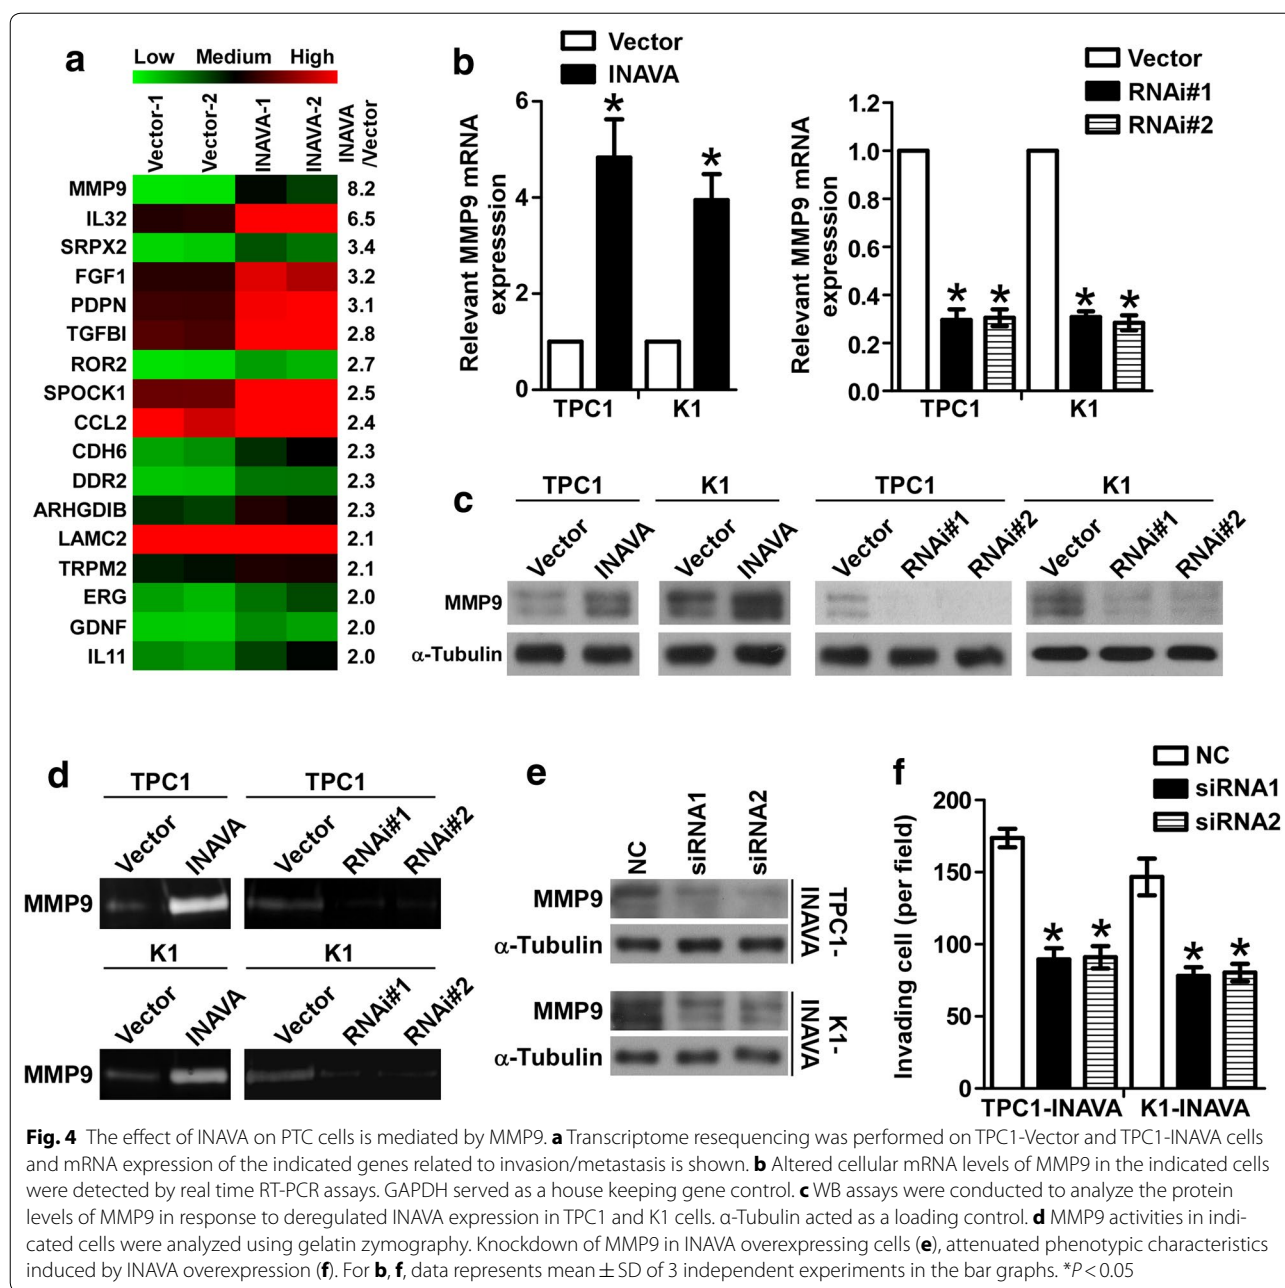 a
Low Medium High
Vector-1
Vector-2
INAVA-1
INAVA-2
INAVA
/Vector
MMP9 8.2
IL32 6.5
SRPX2 3.4
FGF1 3.2
PDPN 3.1
TGFBI 2.8
ROR2 2.7
SPOCK1 2.5
CCL2 2.4
CDH6 2.3
DDR2 2.3
ARHGDIB 2.3
LAMC2 2.1
TRPM2 2.1
ERG 2.0
GDNF 2.0
IL11 2.0
b
Vector
INAVA
Relevant MMP9 mRNA
expression
6
4
2
0
* *
TPC1 K1
Vector
RNAi#1
RNAi#2
Relevant MMP9 mRNA
expresssion
1.2
1.0
0.8
0.6
0.4
0.2
0.0
* * * *
TPC1 K1
c
TPC1 K1 TPC1 K1
Vector INAVA Vector INAVA Vector RNAi#1 RNAi#2 Vector RNAi#1 RNAi#2
MMP9
α-Tubulin
d
TPC1 TPC1
Vector INAVA Vector RNAi#1 RNAi#2
MMP9
K1 K1
Vector INAVA Vector RNAi#1 RNAi#2
MMP9
e
NC siRNA1 siRNA2
MMP9
α-Tubulin
TPC1-
INAVA
MMP9
α-Tubulin
K1-
INAVA
f
NC
siRNA1
siRNA2
Invading cell (per field)
200
150
100
50
0
* * * *
TPC1-INAVA K1-INAVA
Fig. 4 The effect of INAVA on PTC cells is mediated by MMP9. a Transcriptome resequencing was performed on TPC1-Vector and TPC1-INAVA cells
and mRNA expression of the indicated genes related to invasion/metastasis is shown. b Altered cellular mRNA levels of MMP9 in the indicated cells
were detected by real time RT-PCR assays. GAPDH served as a house keeping gene control. c WB assays were conducted to analyze the protein
levels of MMP9 in response to deregulated INAVA expression in TPC1 and K1 cells. α-Tubulin acted as a loading control. d MMP9 activities in indi-
cated cells were analyzed using gelatin zymography. Knockdown of MMP9 in INAVA overexpressing cells (e), attenuated phenotypic characteristics
induced by INAVA overexpression (f). For b, f, data represents mean ± SD of 3 independent experiments in the bar graphs. *P < 0.05